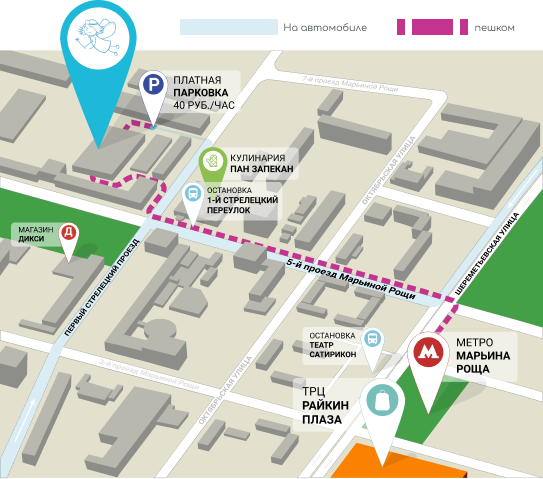 На автомобиле
пешком
7-й проезд Марьиной Рощи
P
ПЛАТНАЯ
ПАРКОВКА
40 РУБ./ЧАС
КУЛИНАРИЯ
ПАН ЗАПЕКАН
ОСТАНОВКА
1-Й СТРЕЛЕЦКИЙ
ПЕРЕУЛОК
ОКТЯБРЬСКАЯ УЛИЦА
ШЕРЕМЕТЬЕВСКАЯ УЛИЦА
МАГАЗИН
ДИКСИ
Д
ПЕРВЫЙ СТРЕЛЕЦКИЙ ПРОЕЗД
5-й проезд Марьиной Рощи
ОСТАНОВКА
ТЕАТР
САТИРИКОН
М
МЕТРО
МАРЬИНА
РОЩА
3-й проезд Марьиной Рощи
ОКТЯБРЬСКАЯ УЛИЦА
ТРЦ
РАЙКИН
ПЛАЗА